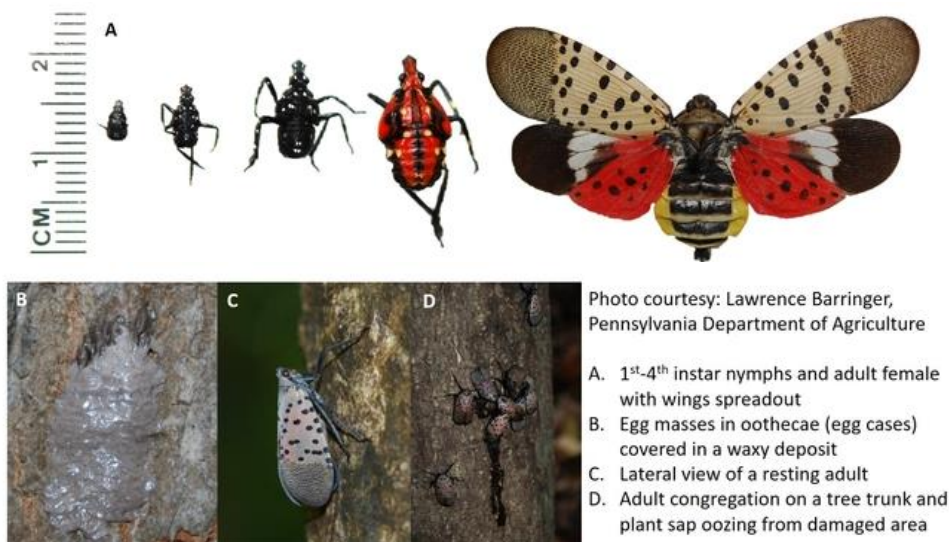 A
2
1
CM
B
C
D
Photo courtesy: Lawrence Barringer,
Pennsylvania Department of Agriculture
A. 1st-4th instar nymphs and adult female
with wings spreadout
B. Egg masses in oothecae (egg cases)
covered in a waxy deposit
C. Lateral view of a resting adult
D. Adult congregation on a tree trunk and
plant sap oozing from damaged area